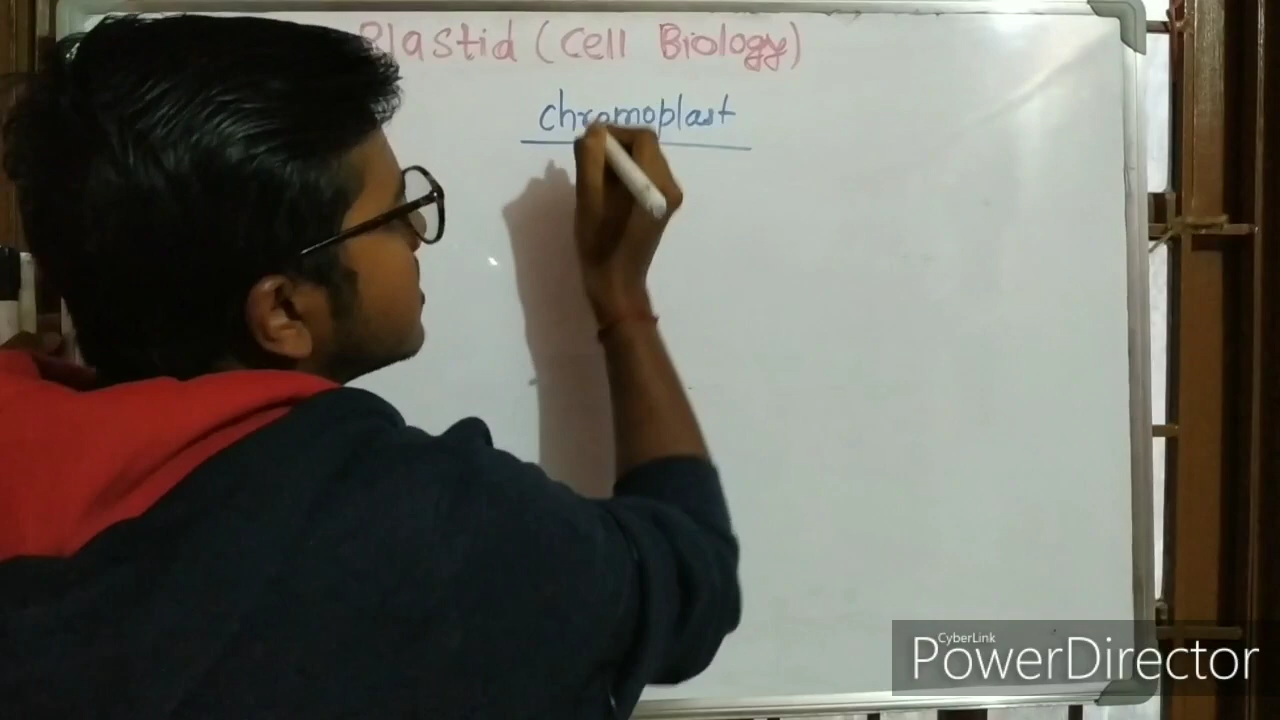 Plastid (Cell Biology)
chromoplast
CyberLink
PowerDirector